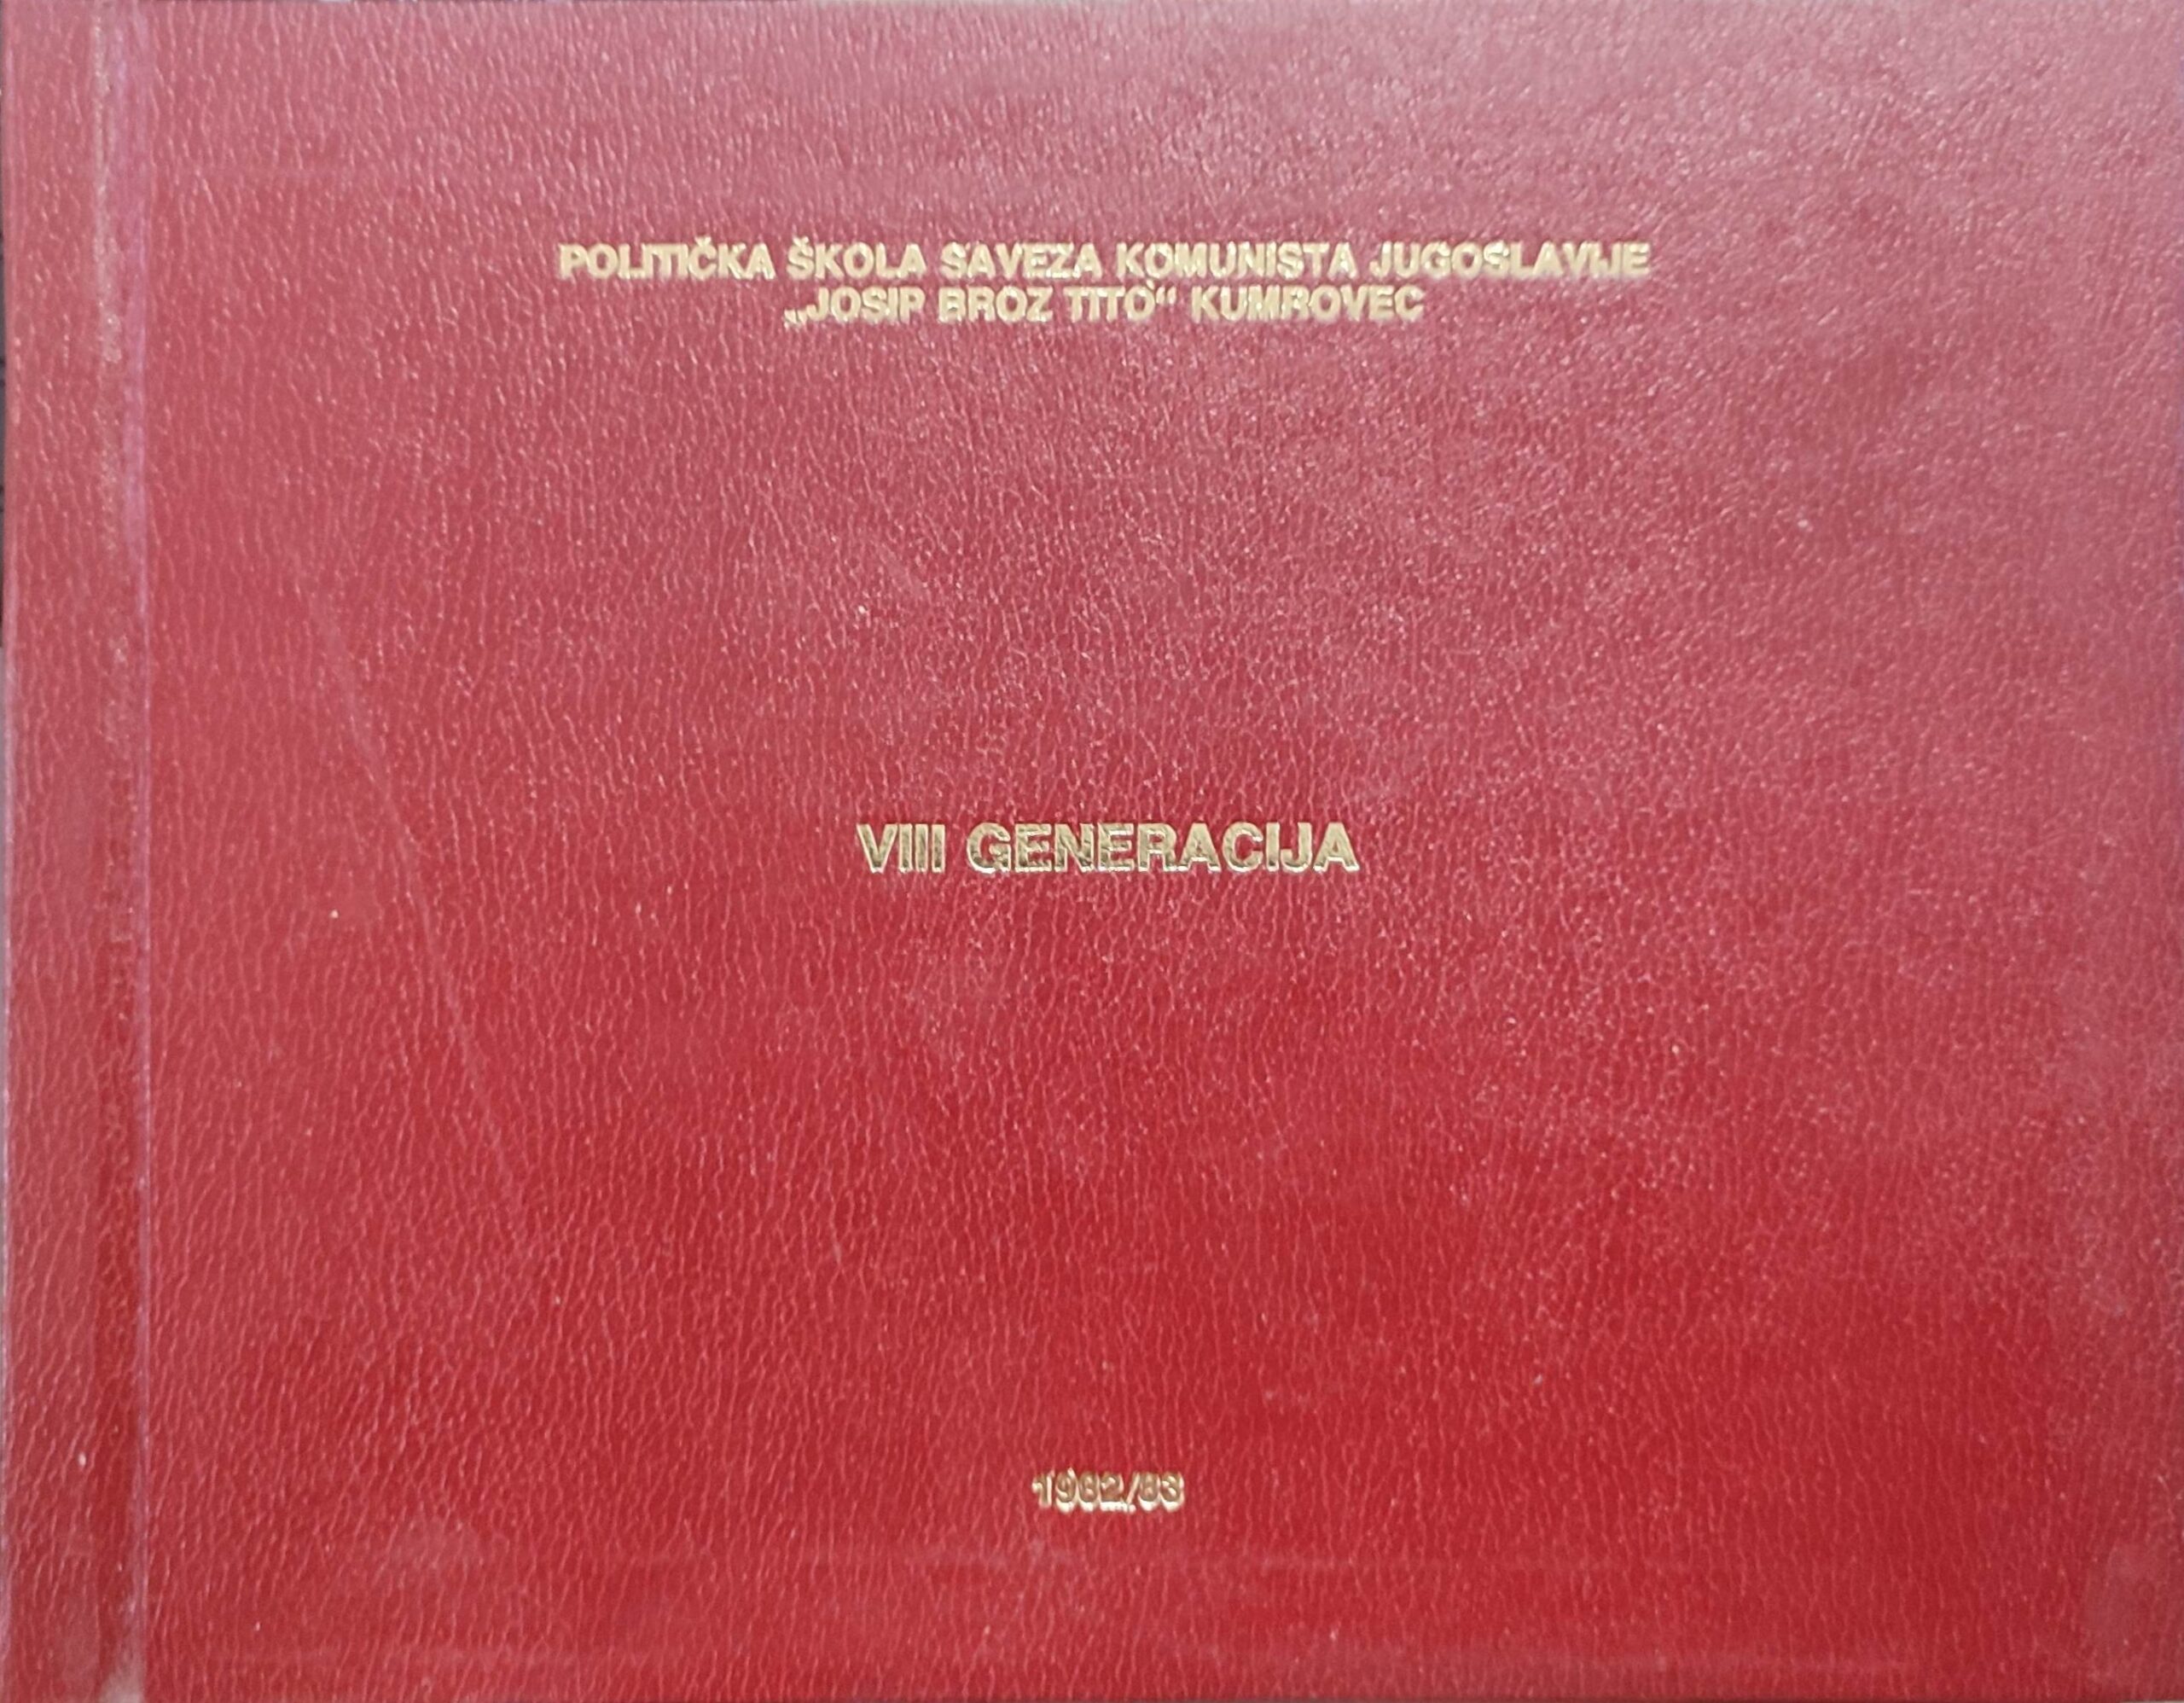 POLITIČKA ŠKOLA SAVEZA KOMUNISTA JUGOSLAVIJE
„JOSIP BROZ TITO“ KUMROVEC
VIII GENERACIJA
1982/83